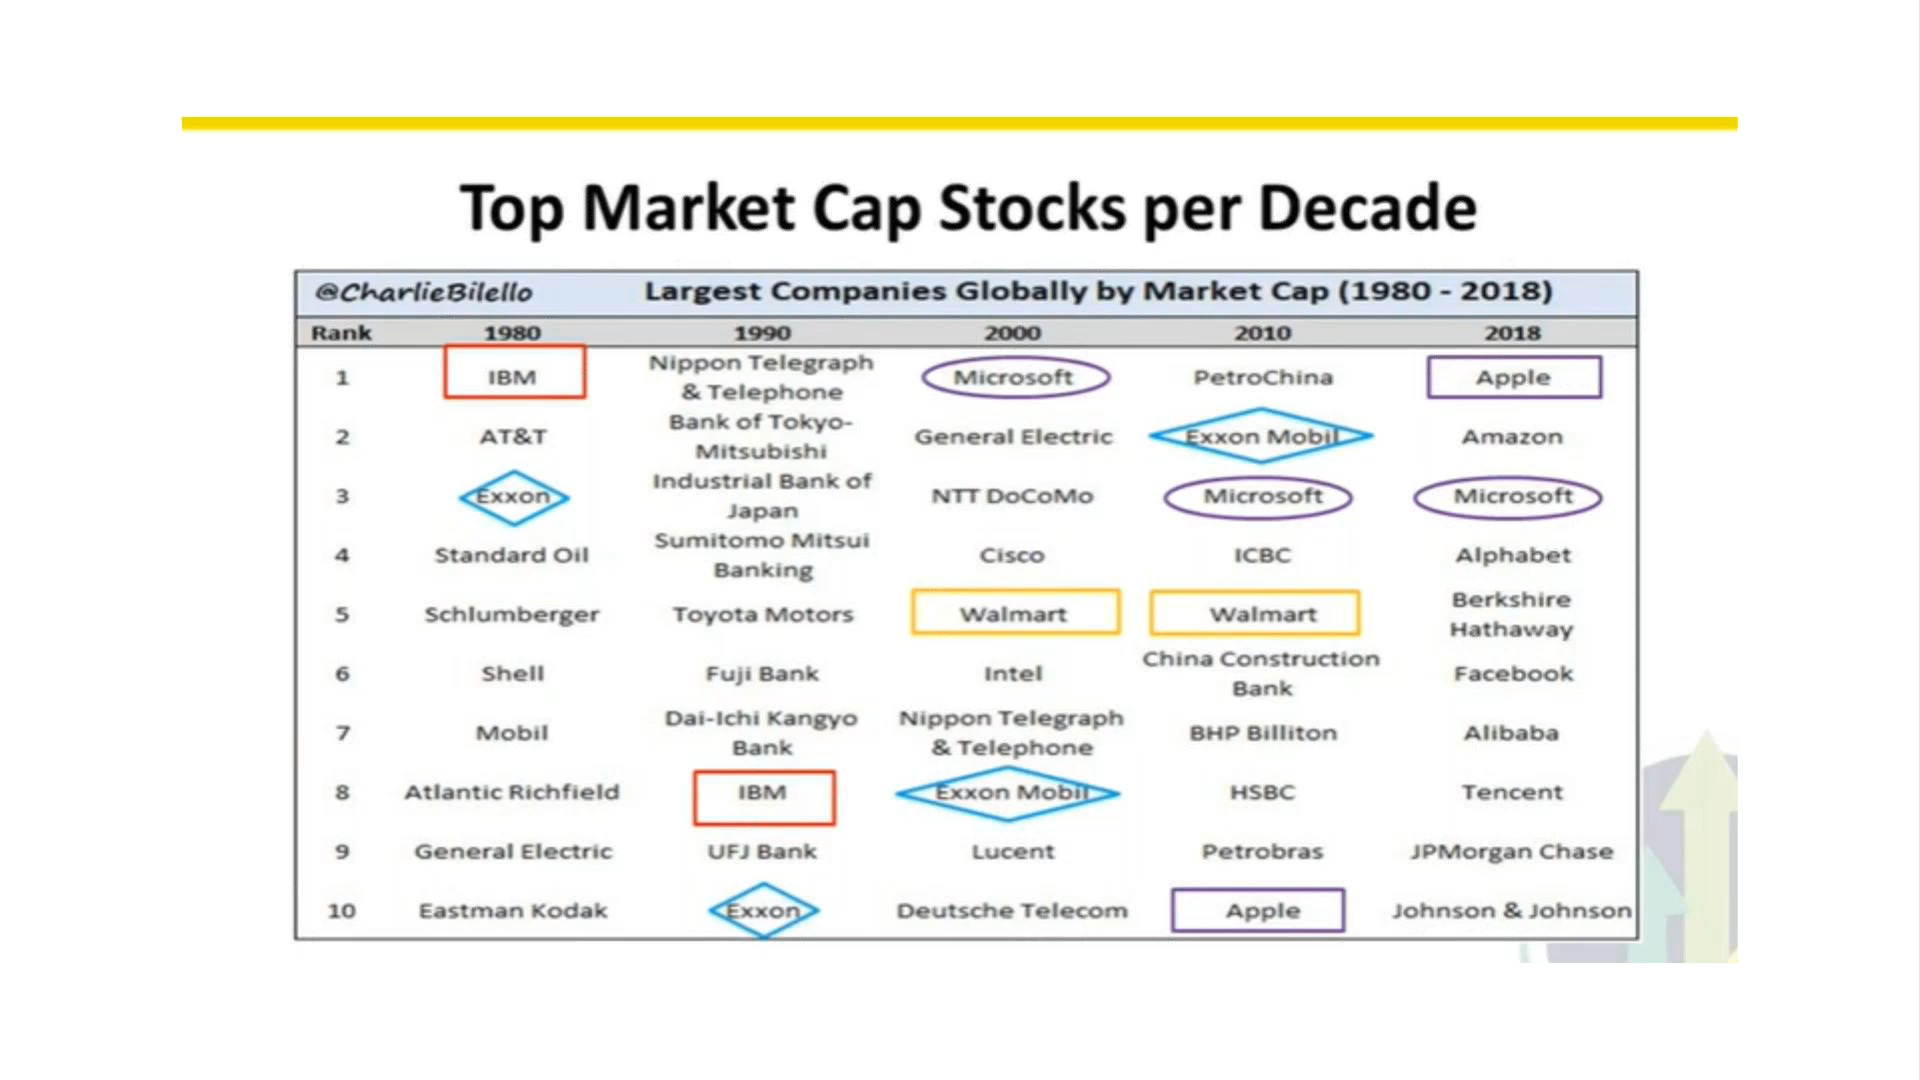 Top Market Cap Stocks per Decade
@CharlieBilello Largest Companies Globally by Market Cap (1980 - 2018)
Rank 1980 1990 2000 2010 2018
1 IBM Nippon Telegraph & Telephone Microsoft PetroChina Apple
2 AT&T Bank of Tokyo-Mitsubishi General Electric Exxon Mobil Amazon
3 Exxon Industrial Bank of Japan NTT DoCoMo Microsoft Microsoft
4 Standard Oil Sumitomo Mitsui Banking Cisco ICBC Alphabet
5 Schlumberger Toyota Motors Walmart Walmart Berkshire Hathaway
6 Shell Fuji Bank Intel China Construction Bank Facebook
7 Mobil Dai-Ichi Kangyo Bank Nippon Telegraph & Telephone BHP Billiton Alibaba
8 Atlantic Richfield IBM Exxon Mobil HSBC Tencent
9 General Electric UFJ Bank Lucent Petrobras JPMorgan Chase
10 Eastman Kodak Exxon Deutsche Telecom Apple Johnson & Johnson